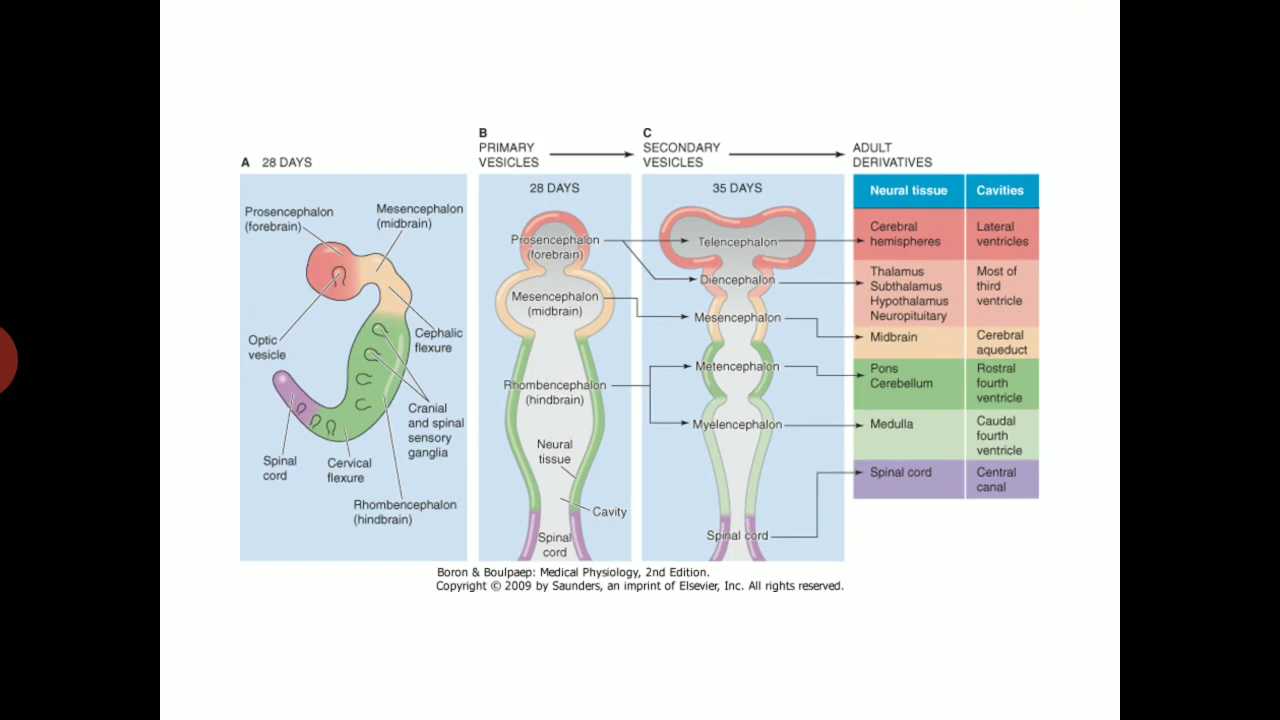 A 28 DAYS
Prosencephalon
(forebrain)
Mesencephalon
(midbrain)
Optic
vesicle
Cephalic
flexure
Cranial
and spinal
sensory
ganglia
Spinal
cord
Cervical
flexure
Rhombencephalon
(hindbrain)
B
PRIMARY
VESICLES
28 DAYS
Prosencephalon
(forebrain)
Mesencephalon
(midbrain)
Rhombencephalon
(hindbrain)
Neural
tissue
Cavity
Spinal
cord
C
SECONDARY
VESICLES
35 DAYS
Telencephalon
Diencephalon
Mesencephalon
Metencephalon
Myelencephalon
Spinal cord
ADULT
DERIVATIVES
Neural tissue
Cavities
Cerebral
hemispheres
Lateral
ventricles
Thalamus
Subthalamus
Hypothalamus
Neuropituitary
Most of
third
ventricle
Midbrain
Cerebral
aqueduct
Pons
Cerebellum
Rostral
fourth
ventricle
Medulla
Caudal
fourth
ventricle
Spinal cord
Central
canal
Boron & Boulpaep: Medical Physiology, 2nd Edition.
Copyright © 2009 by Saunders, an imprint of Elsevier, Inc. All rights reserved.